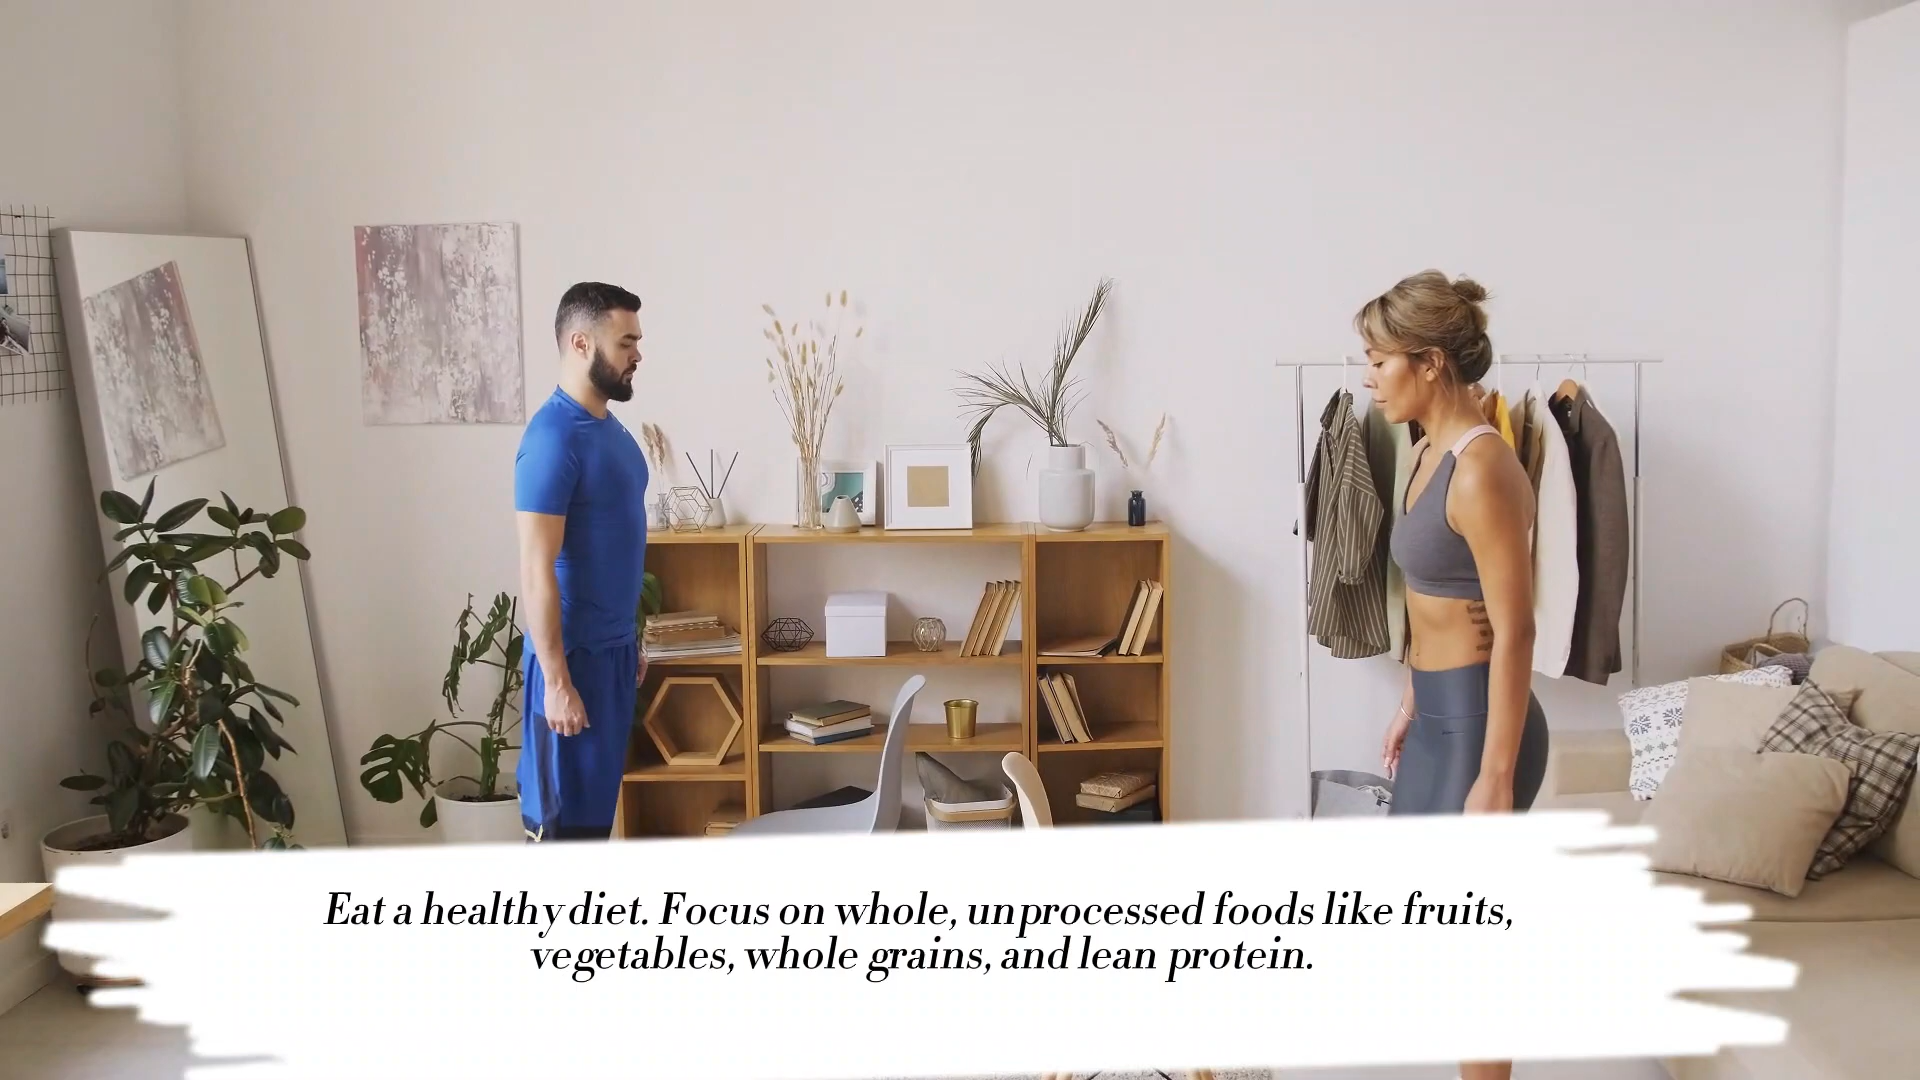 Eat a healthy diet. Focus on whole, unprocessed foods like fruits,
vegetables, whole grains, and lean protein.